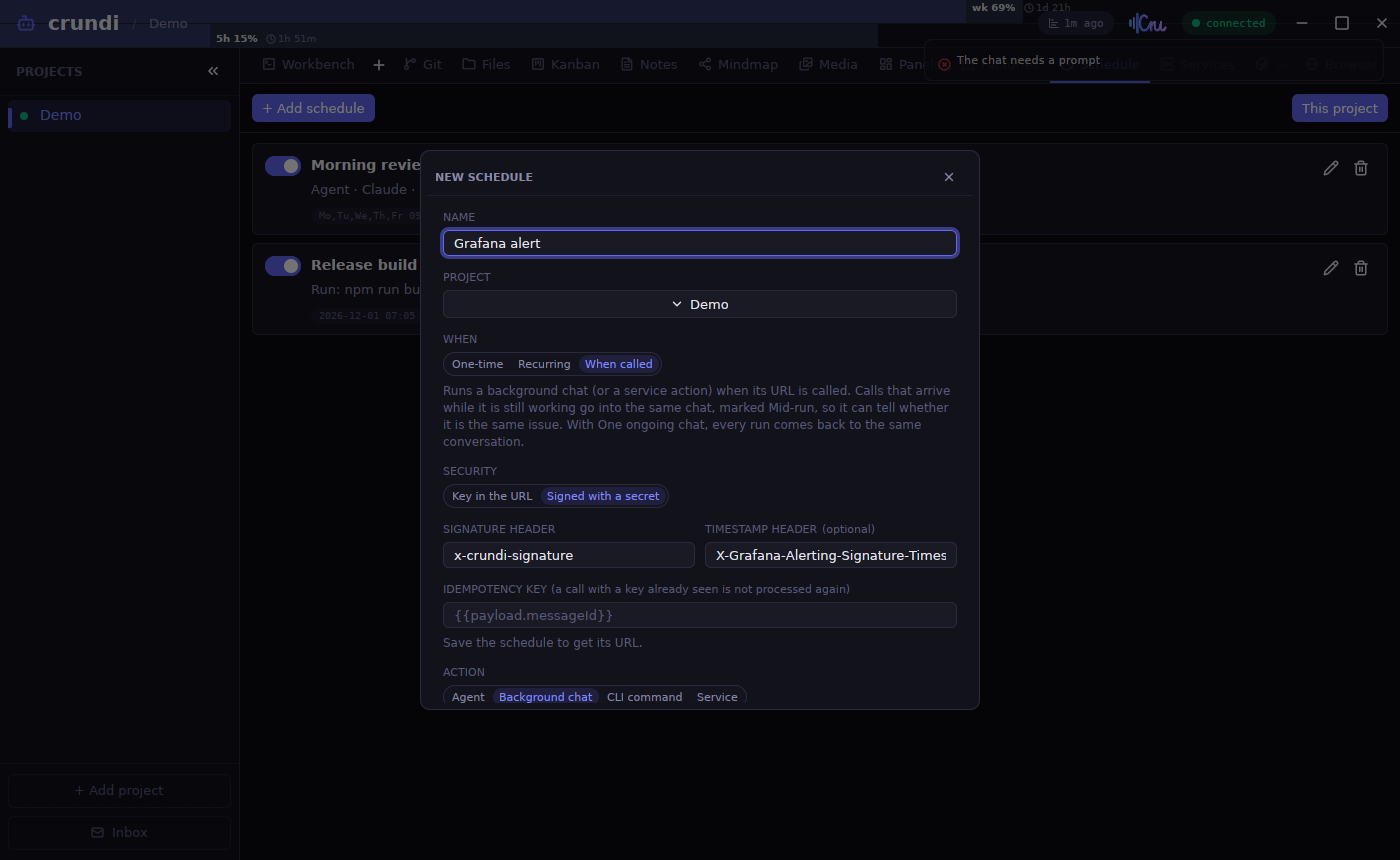 wk 69% 1d 21h
crundi / Demo
1m ago
Cru
connected
5h 15% 1h 51m
The chat needs a prompt
PROJECTS
Workbench
Git
Files
Kanban
Notes
Mindmap
Media
Demo
+ Add schedule
This project
Morning revie
Agent · Claude ·
Mo,Tu,We,Th,Fr
Release build
Run: npm run bu
2026-12-01 07:05
NEW SCHEDULE
NAME
Grafana alert
PROJECT
Demo
WHEN
One-time Recurring When called
Runs a background chat (or a service action) when its URL is called. Calls that arrive
while it is still working go into the same chat, marked Mid-run, so it can tell whether
it is the same issue. With One ongoing chat, every run comes back to the same
conversation.
SECURITY
Key in the URL Signed with a secret
SIGNATURE HEADER TIMESTAMP HEADER (optional)
x-crundi-signature X-Grafana-Alerting-Signature-Times
IDEMPOTENCY KEY (a call with a key already seen is not processed again)
{{payload.messageId}}
Save the schedule to get its URL.
ACTION
Agent Background chat CLI command Service
+ Add project
Inbox